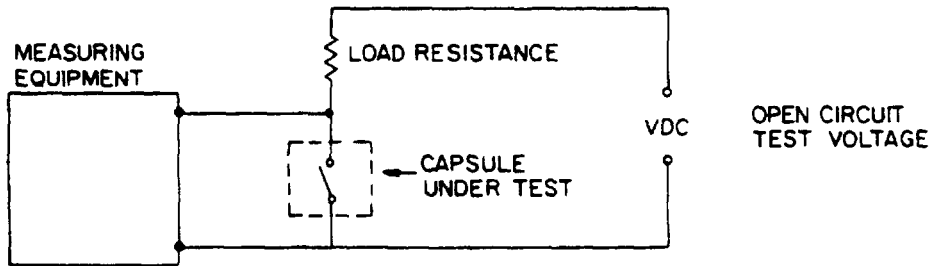 MEASURING
EQUIPMENT
LOAD RESISTANCE
VDC
OPEN CIRCUIT
TEST VOLTAGE
CAPSULE
UNDER TEST